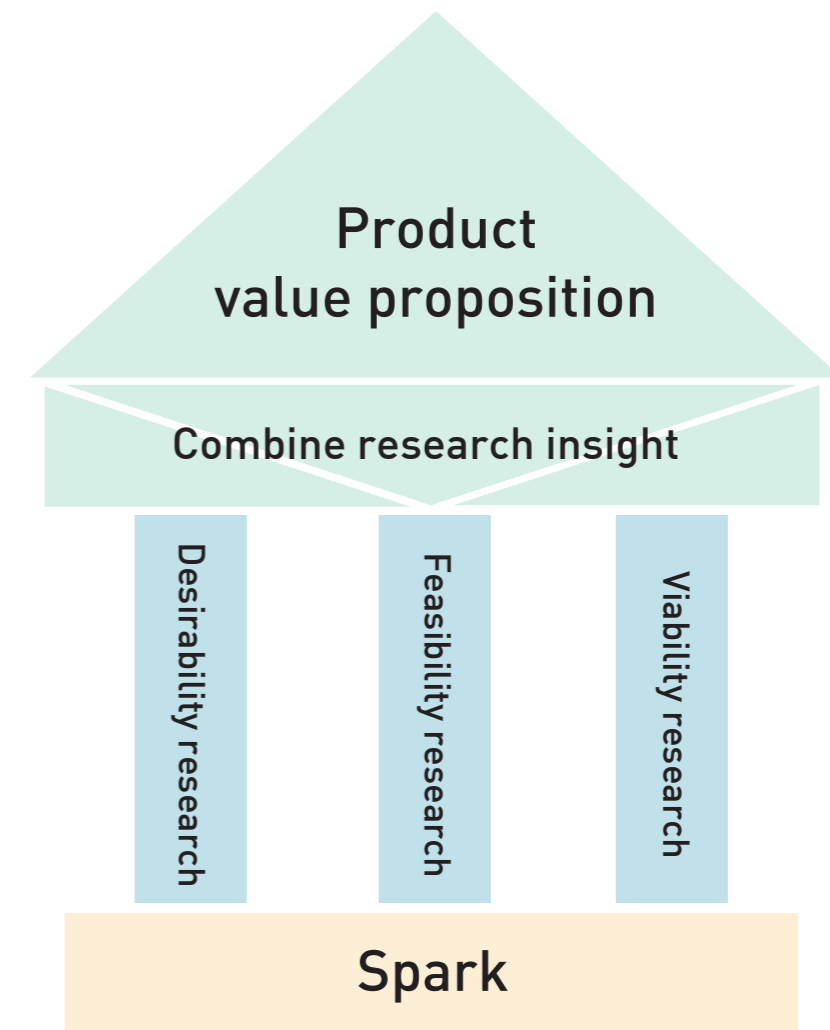 Product
value proposition
Combine research insight
Desirability research
Feasibility research
Viability research
Spark